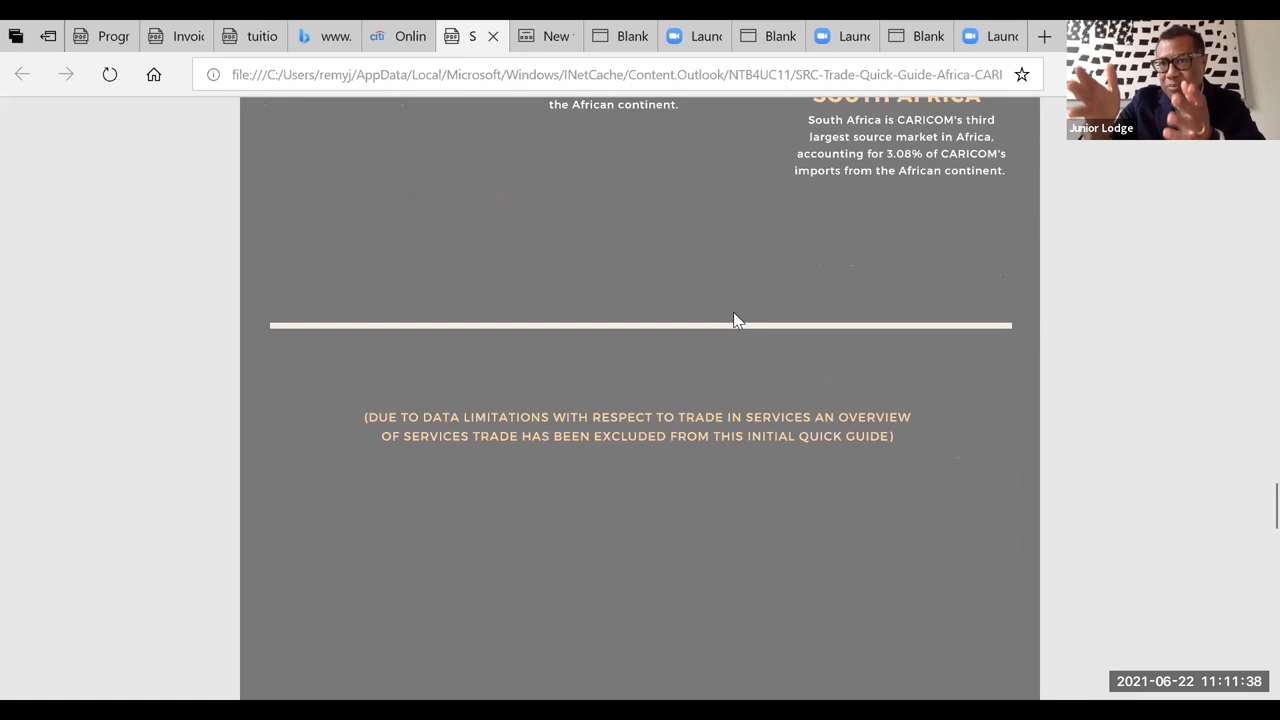 Progr
Invoic
tuitio
www.
Onlin
S
New
Blank
Launc
Blank
Launc
Blank
Launc
file:///C:/Users/remyj/AppData/Local/Microsoft/Windows/INetCache/Content.Outlook/NTB4UC11/SRC-Trade-Quick-Guide-Africa-CARI
Junior Lodge
the African continent.
SOUTH AFRICA
South Africa is CARICOM's third
largest source market in Africa,
accounting for 3.08% of CARICOM's
imports from the African continent.
(DUE TO DATA LIMITATIONS WITH RESPECT TO TRADE IN SERVICES AN OVERVIEW
OF SERVICES TRADE HAS BEEN EXCLUDED FROM THIS INITIAL QUICK GUIDE)
2021-06-22 11:11:38